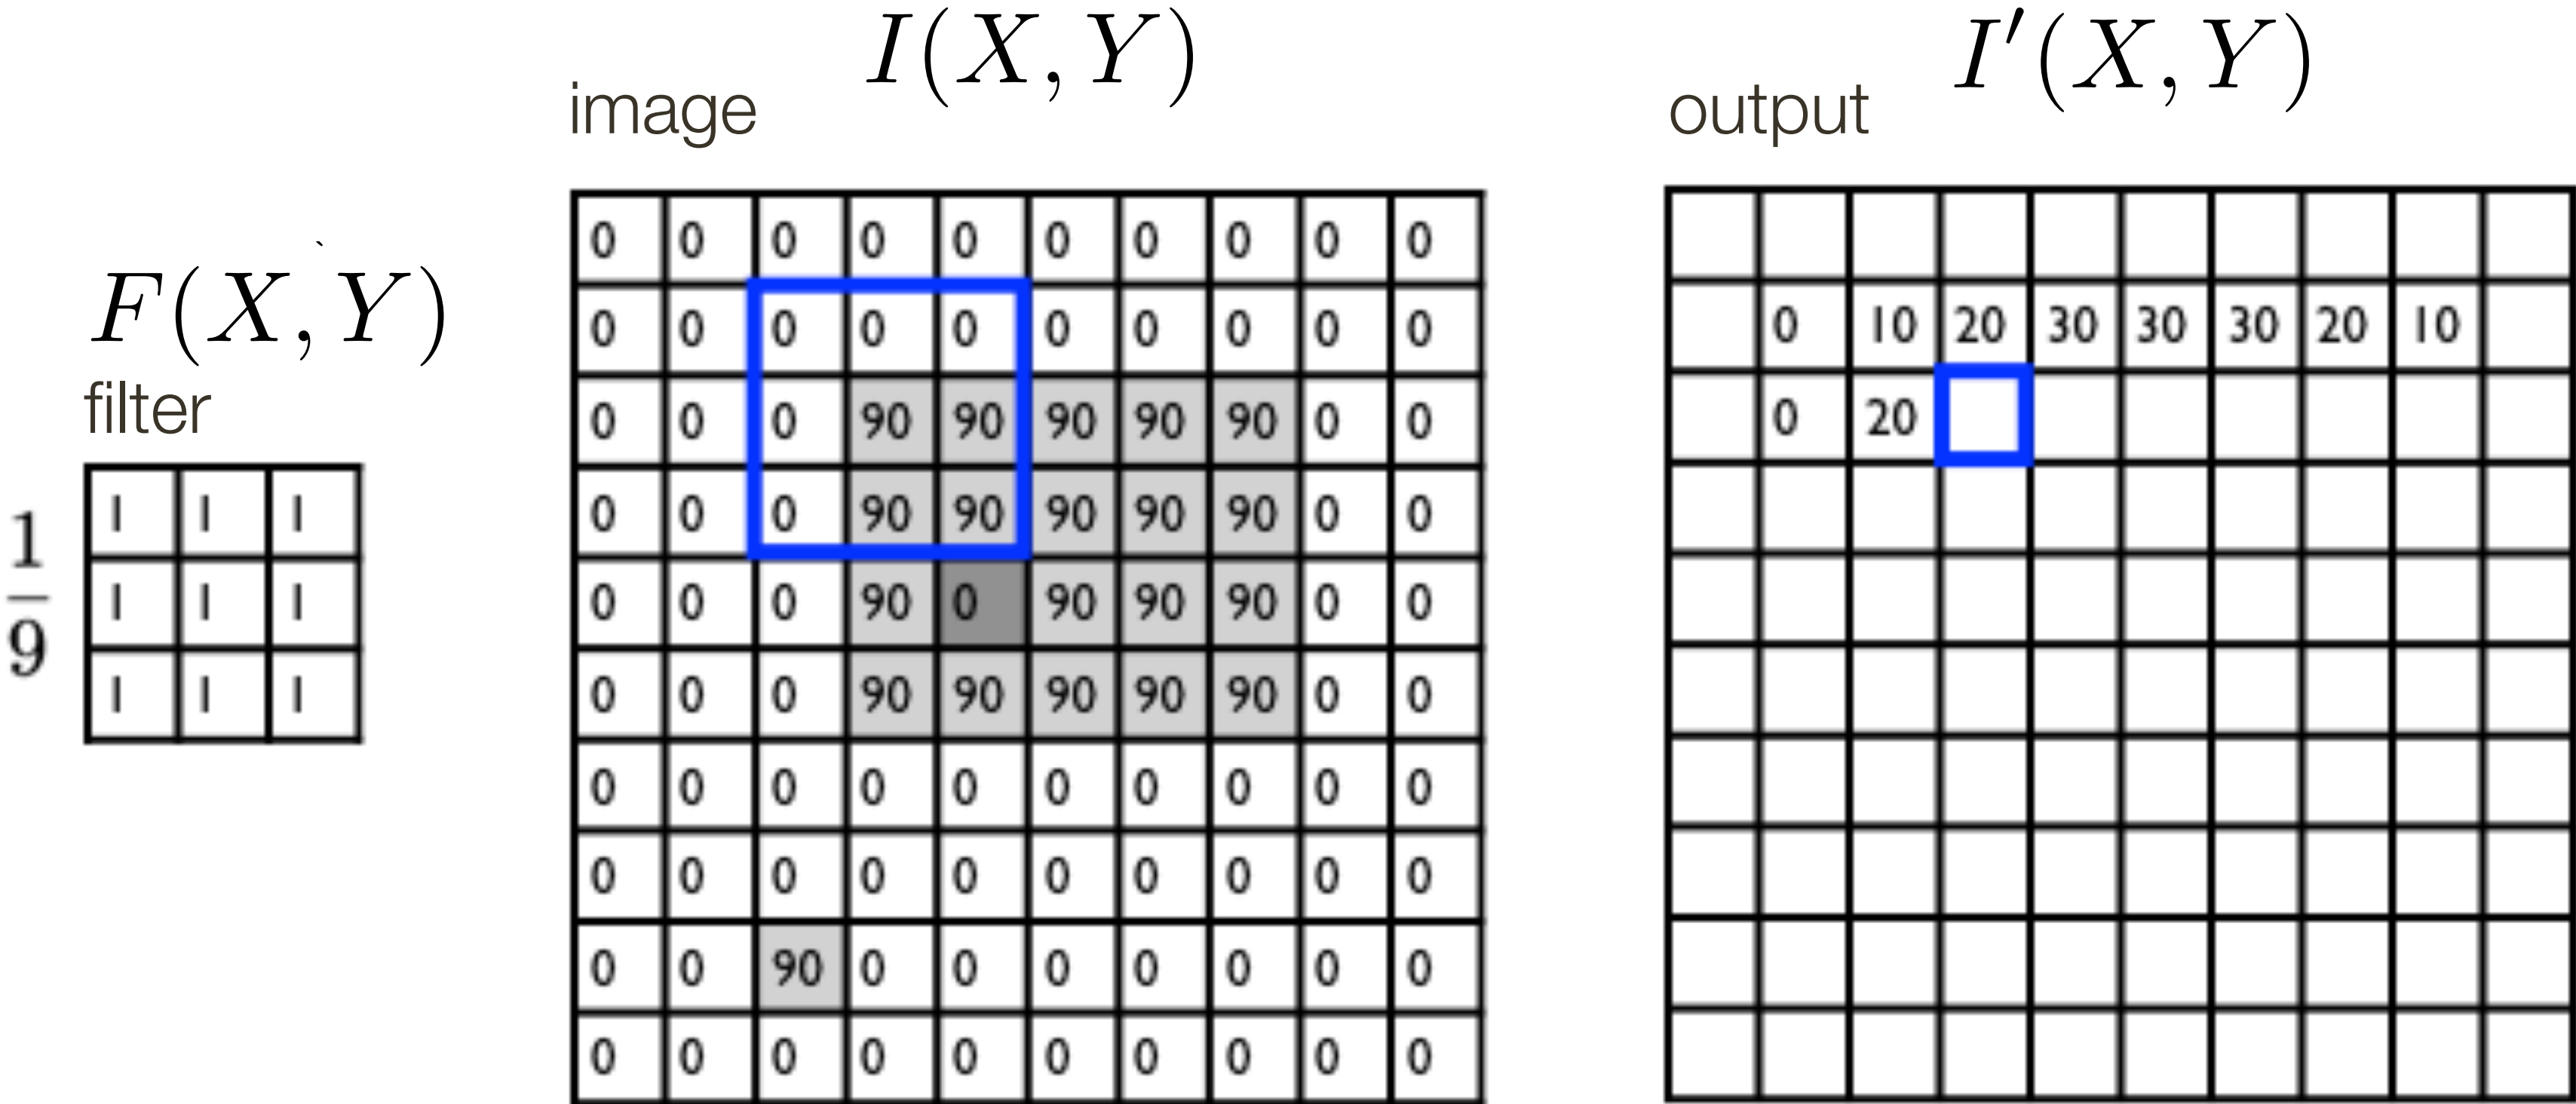 I(X, Y)
I′(X, Y)
image
output
F(X, Y)
filter
1/9
1 1 1
1 1 1
1 1 1
0 0 0 0 0 0 0 0 0 0
0 0 0 0 0 0 0 0 0 0
0 0 0 90 90 90 90 90 0 0
0 0 0 90 90 90 90 90 0 0
0 0 0 90 0 90 90 90 0 0
0 0 0 90 90 90 90 90 0 0
0 0 0 0 0 0 0 0 0 0
0 0 0 0 0 0 0 0 0 0
0 0 90 0 0 0 0 0 0 0
0 0 0 0 0 0 0 0 0 0
0 10 20 30 30 30 20 10
0 20